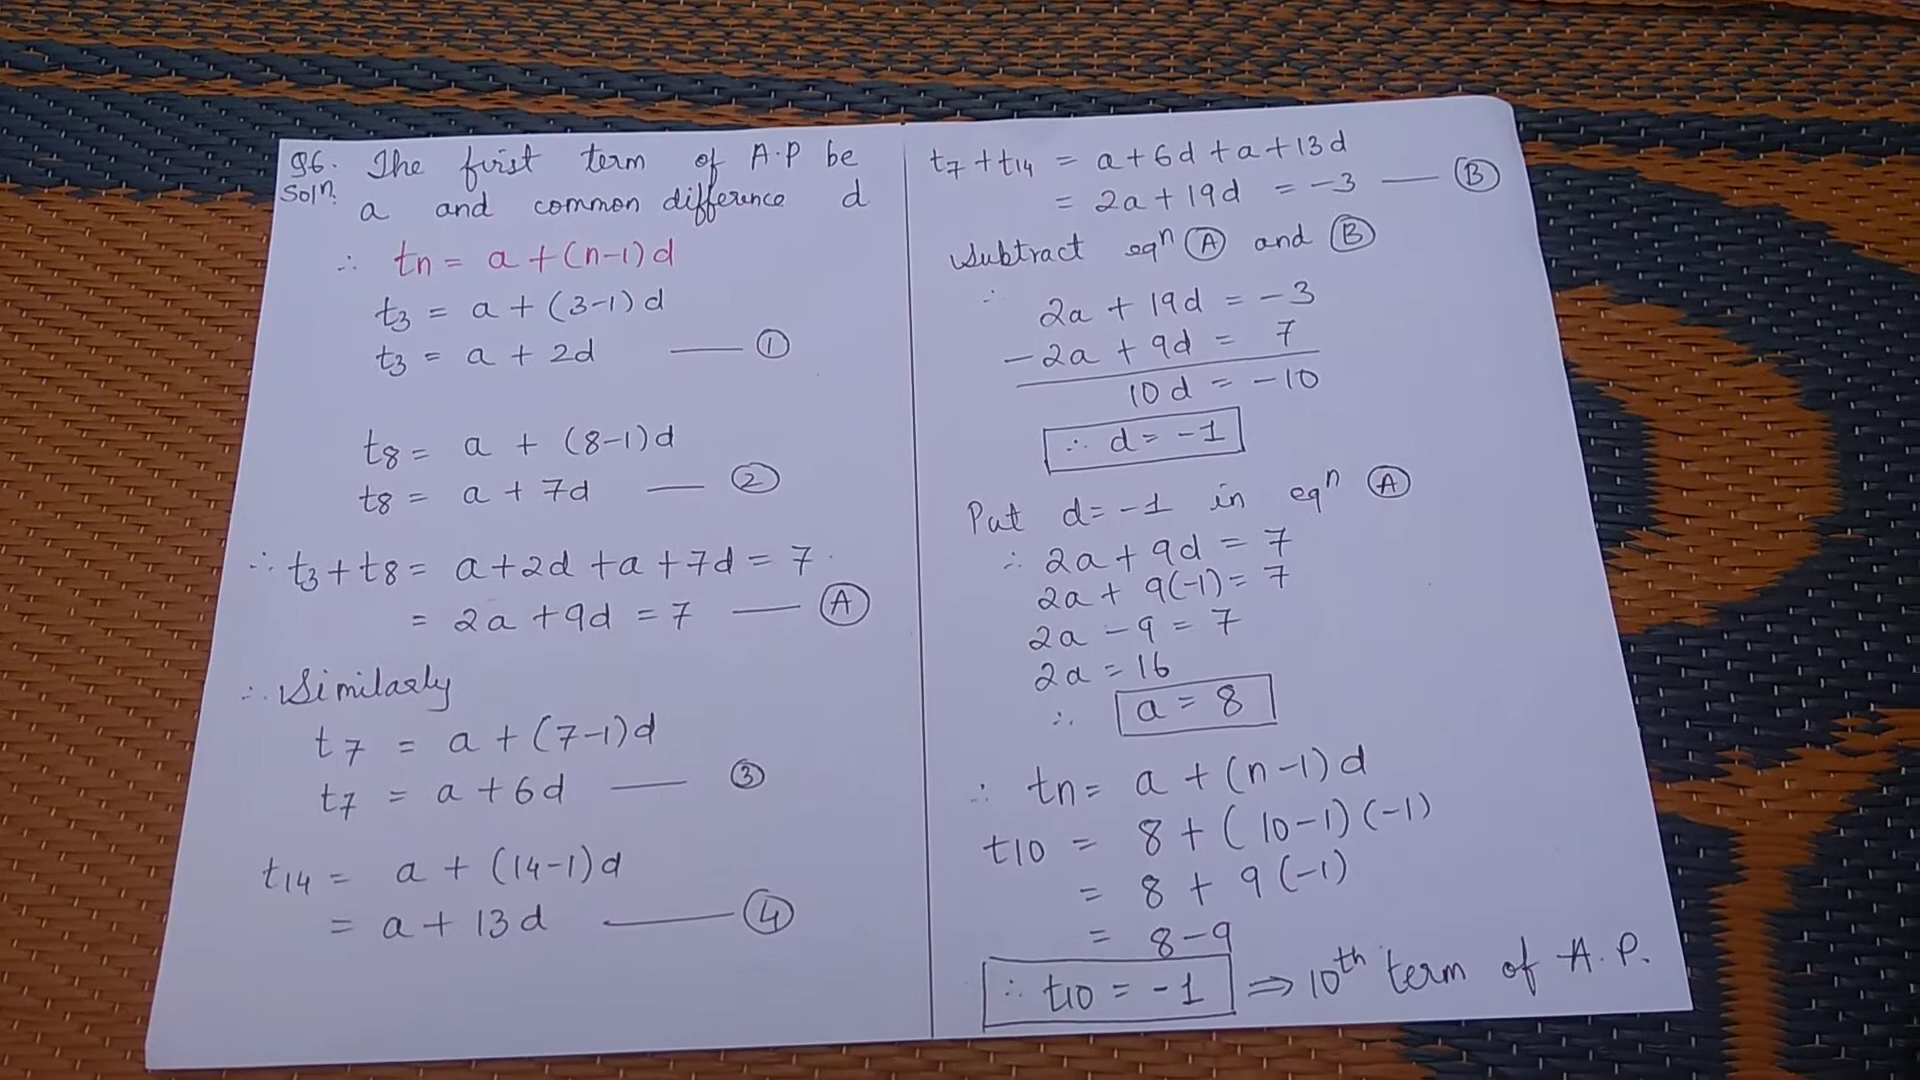 Q6. The first term of A.P be
Soln. a and common difference d
∴ tn = a + (n-1)d
t3 = a + (3-1)d
t3 = a + 2d —— ①
t8 = a + (8-1)d
t8 = a + 7d —— ②
∴ t3 + t8 = a+2d +a+7d = 7
= 2a +9d = 7 —— Ⓐ
∴ Similarly
t7 = a + (7-1)d
t7 = a + 6d —— ③
t14 = a + (14-1)d
= a + 13d —— ④
t7 + t14 = a+6d +a+13d
= 2a + 19d = -3 —— Ⓑ
Subtract eqn Ⓐ and Ⓑ
∴ 2a + 19d = -3
- 2a + 9d = 7
10d = -10
∴ d = -1
Put d = -1 in eqn Ⓐ
∴ 2a + 9d = 7
2a + 9(-1) = 7
2a - 9 = 7
2a = 16
∴ a = 8
∴ tn = a + (n-1)d
t10 = 8 + (10-1)(-1)
= 8 + 9(-1)
= 8-9
∴ t10 = -1 ⇒ 10th term of A.P.